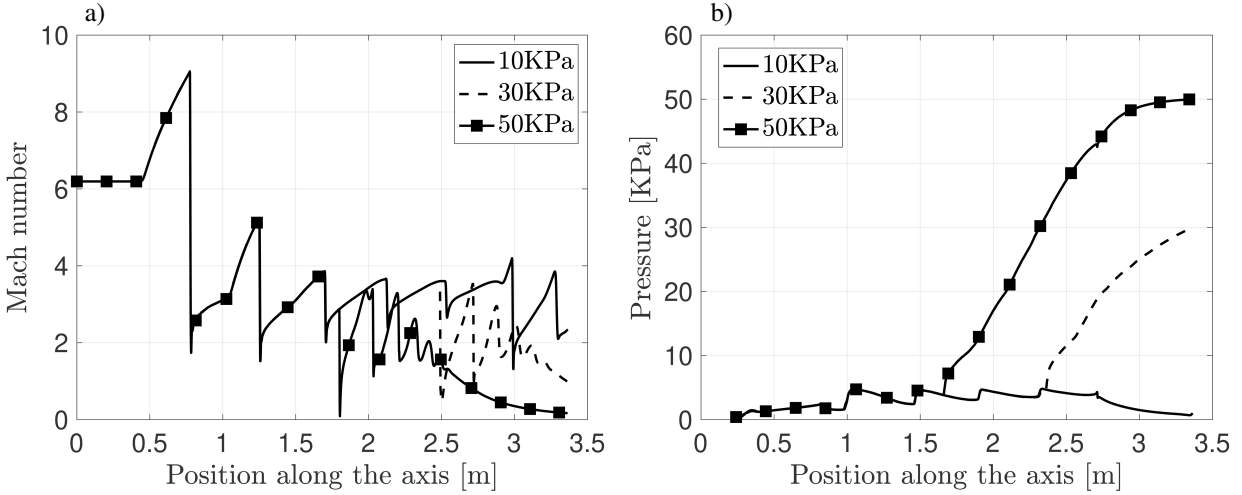 a)
Mach number
10
8
6
4
2
0
10KPa
30KPa
50KPa
0 0.5 1 1.5 2 2.5 3 3.5
Position along the axis [m]
b)
Pressure [KPa]
60
50
40
30
20
10
0
10KPa
30KPa
50KPa
0 0.5 1 1.5 2 2.5 3 3.5
Position along the axis [m]